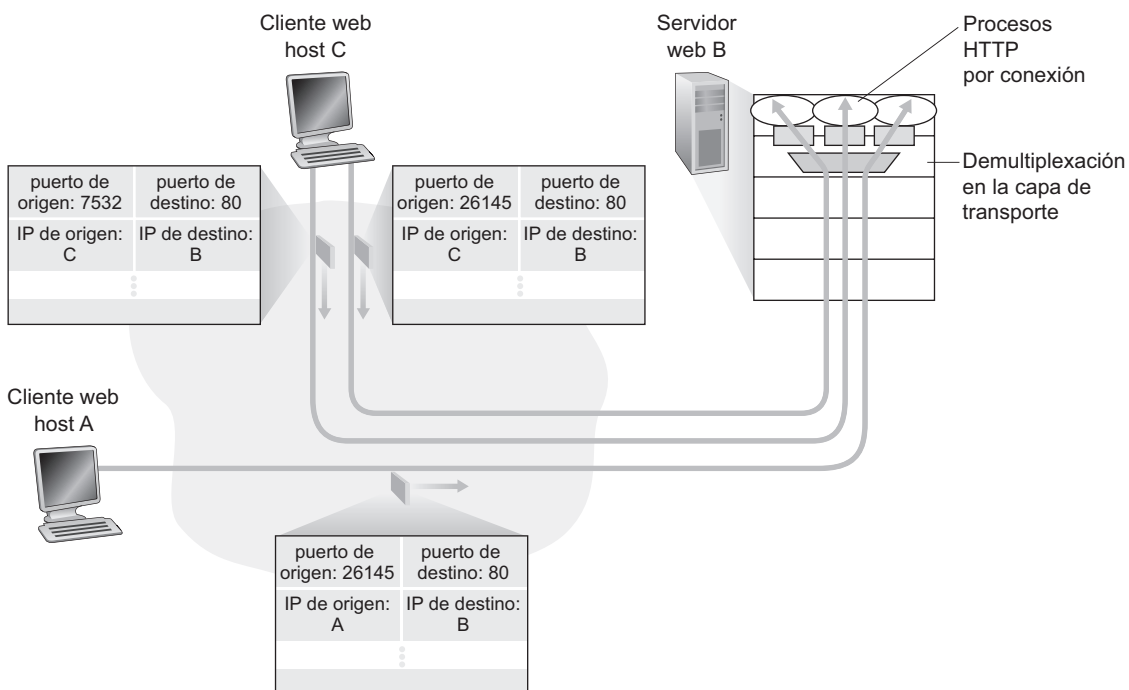 Cliente web
host C
Servidor
web B
Procesos
HTTP
por conexión
Demultiplexación
en la capa de
transporte
puerto de
origen: 7532
puerto de
destino: 80
IP de origen:
C
IP de destino:
B
puerto de
origen: 26145
puerto de
destino: 80
IP de origen:
C
IP de destino:
B
Cliente web
host A
puerto de
origen: 26145
puerto de
destino: 80
IP de origen:
A
IP de destino:
B